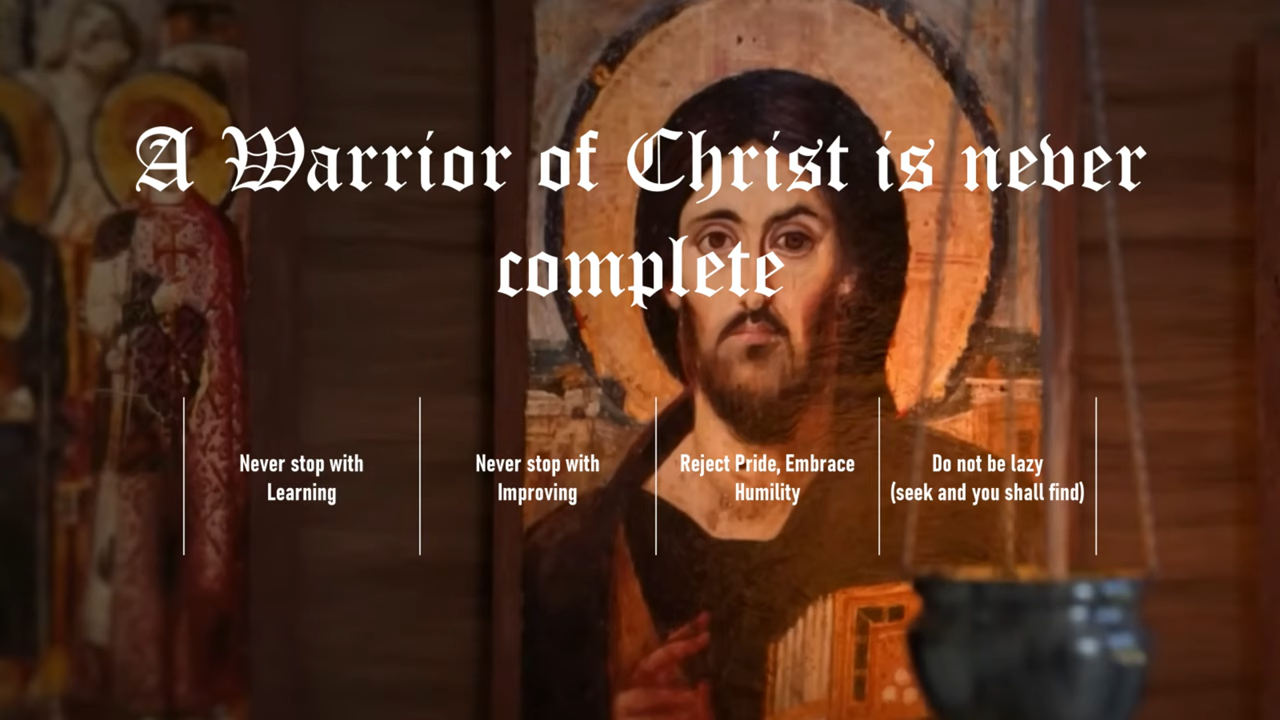 A Warrior of Christ is never
complete
Never stop with
Learning
Never stop with
Improving
Reject Pride, Embrace
Humility
Do not be lazy
(seek and you shall find)